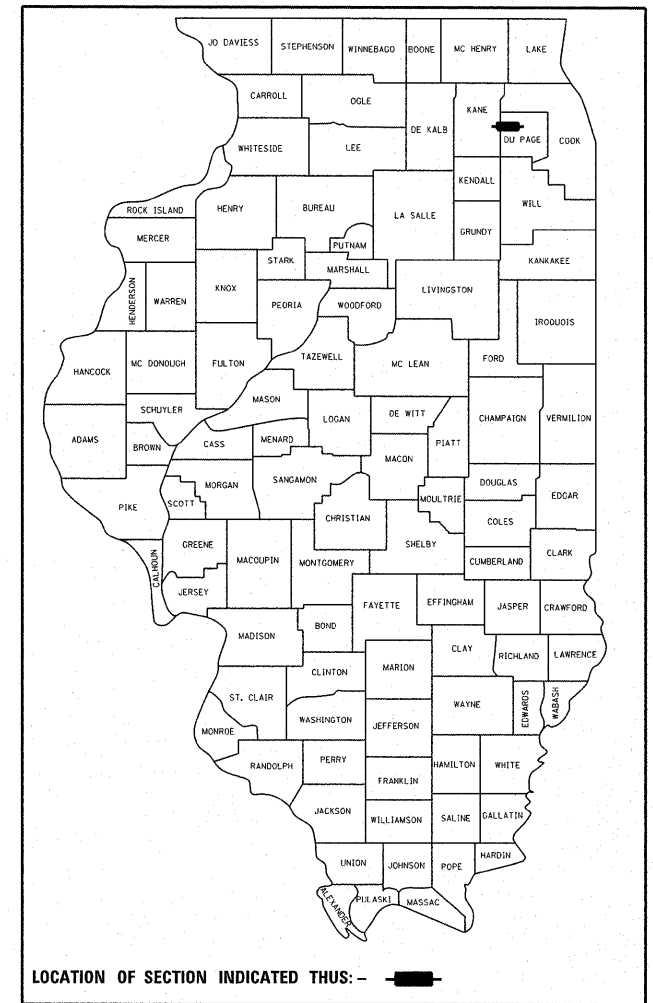 JO DAVIESS STEPHENSON WINNEBAGO BOONE MC HENRY LAKE
CARROLL OGLE DE KALB KANE COOK
DU PAGE
WHITESIDE LEE
KENDALL
WILL
ROCK ISLAND HENRY BUREAU LA SALLE
GRUNDY
MERCER PUTNAM
STARK MARSHALL KANKAKEE
HENDERSON WARREN KNOX PEORIA WOODFORD LIVINGSTON IROQUOIS
HANCOCK MC DONOUGH FULTON TAZEWELL MC LEAN FORD
MASON
SCHUYLER LOGAN DE WITT CHAMPAIGN VERMILION
ADAMS BROWN CASS MENARD PIATT
MACON
MORGAN SANGAMON DOUGLAS EDGAR
PIKE SCOTT CHRISTIAN MOULTRIE
COLES
GREENE MACOUPIN MONTGOMERY SHELBY CLARK
CALHOUN CUMBERLAND
JERSEY
FAYETTE EFFINGHAM JASPER CRAWFORD
MADISON BOND
CLAY RICHLAND LAWRENCE
CLINTON MARION
ST. CLAIR WAYNE EDWARDS WABASH
WASHINGTON JEFFERSON
MONROE
RANDOLPH PERRY HAMILTON WHITE
FRANKLIN
JACKSON WILLIAMSON SALINE GALLATIN
UNION JOHNSON POPE HARDIN
ALEXANDER PULASKI MASSAC
LOCATION OF SECTION INDICATED THUS: –